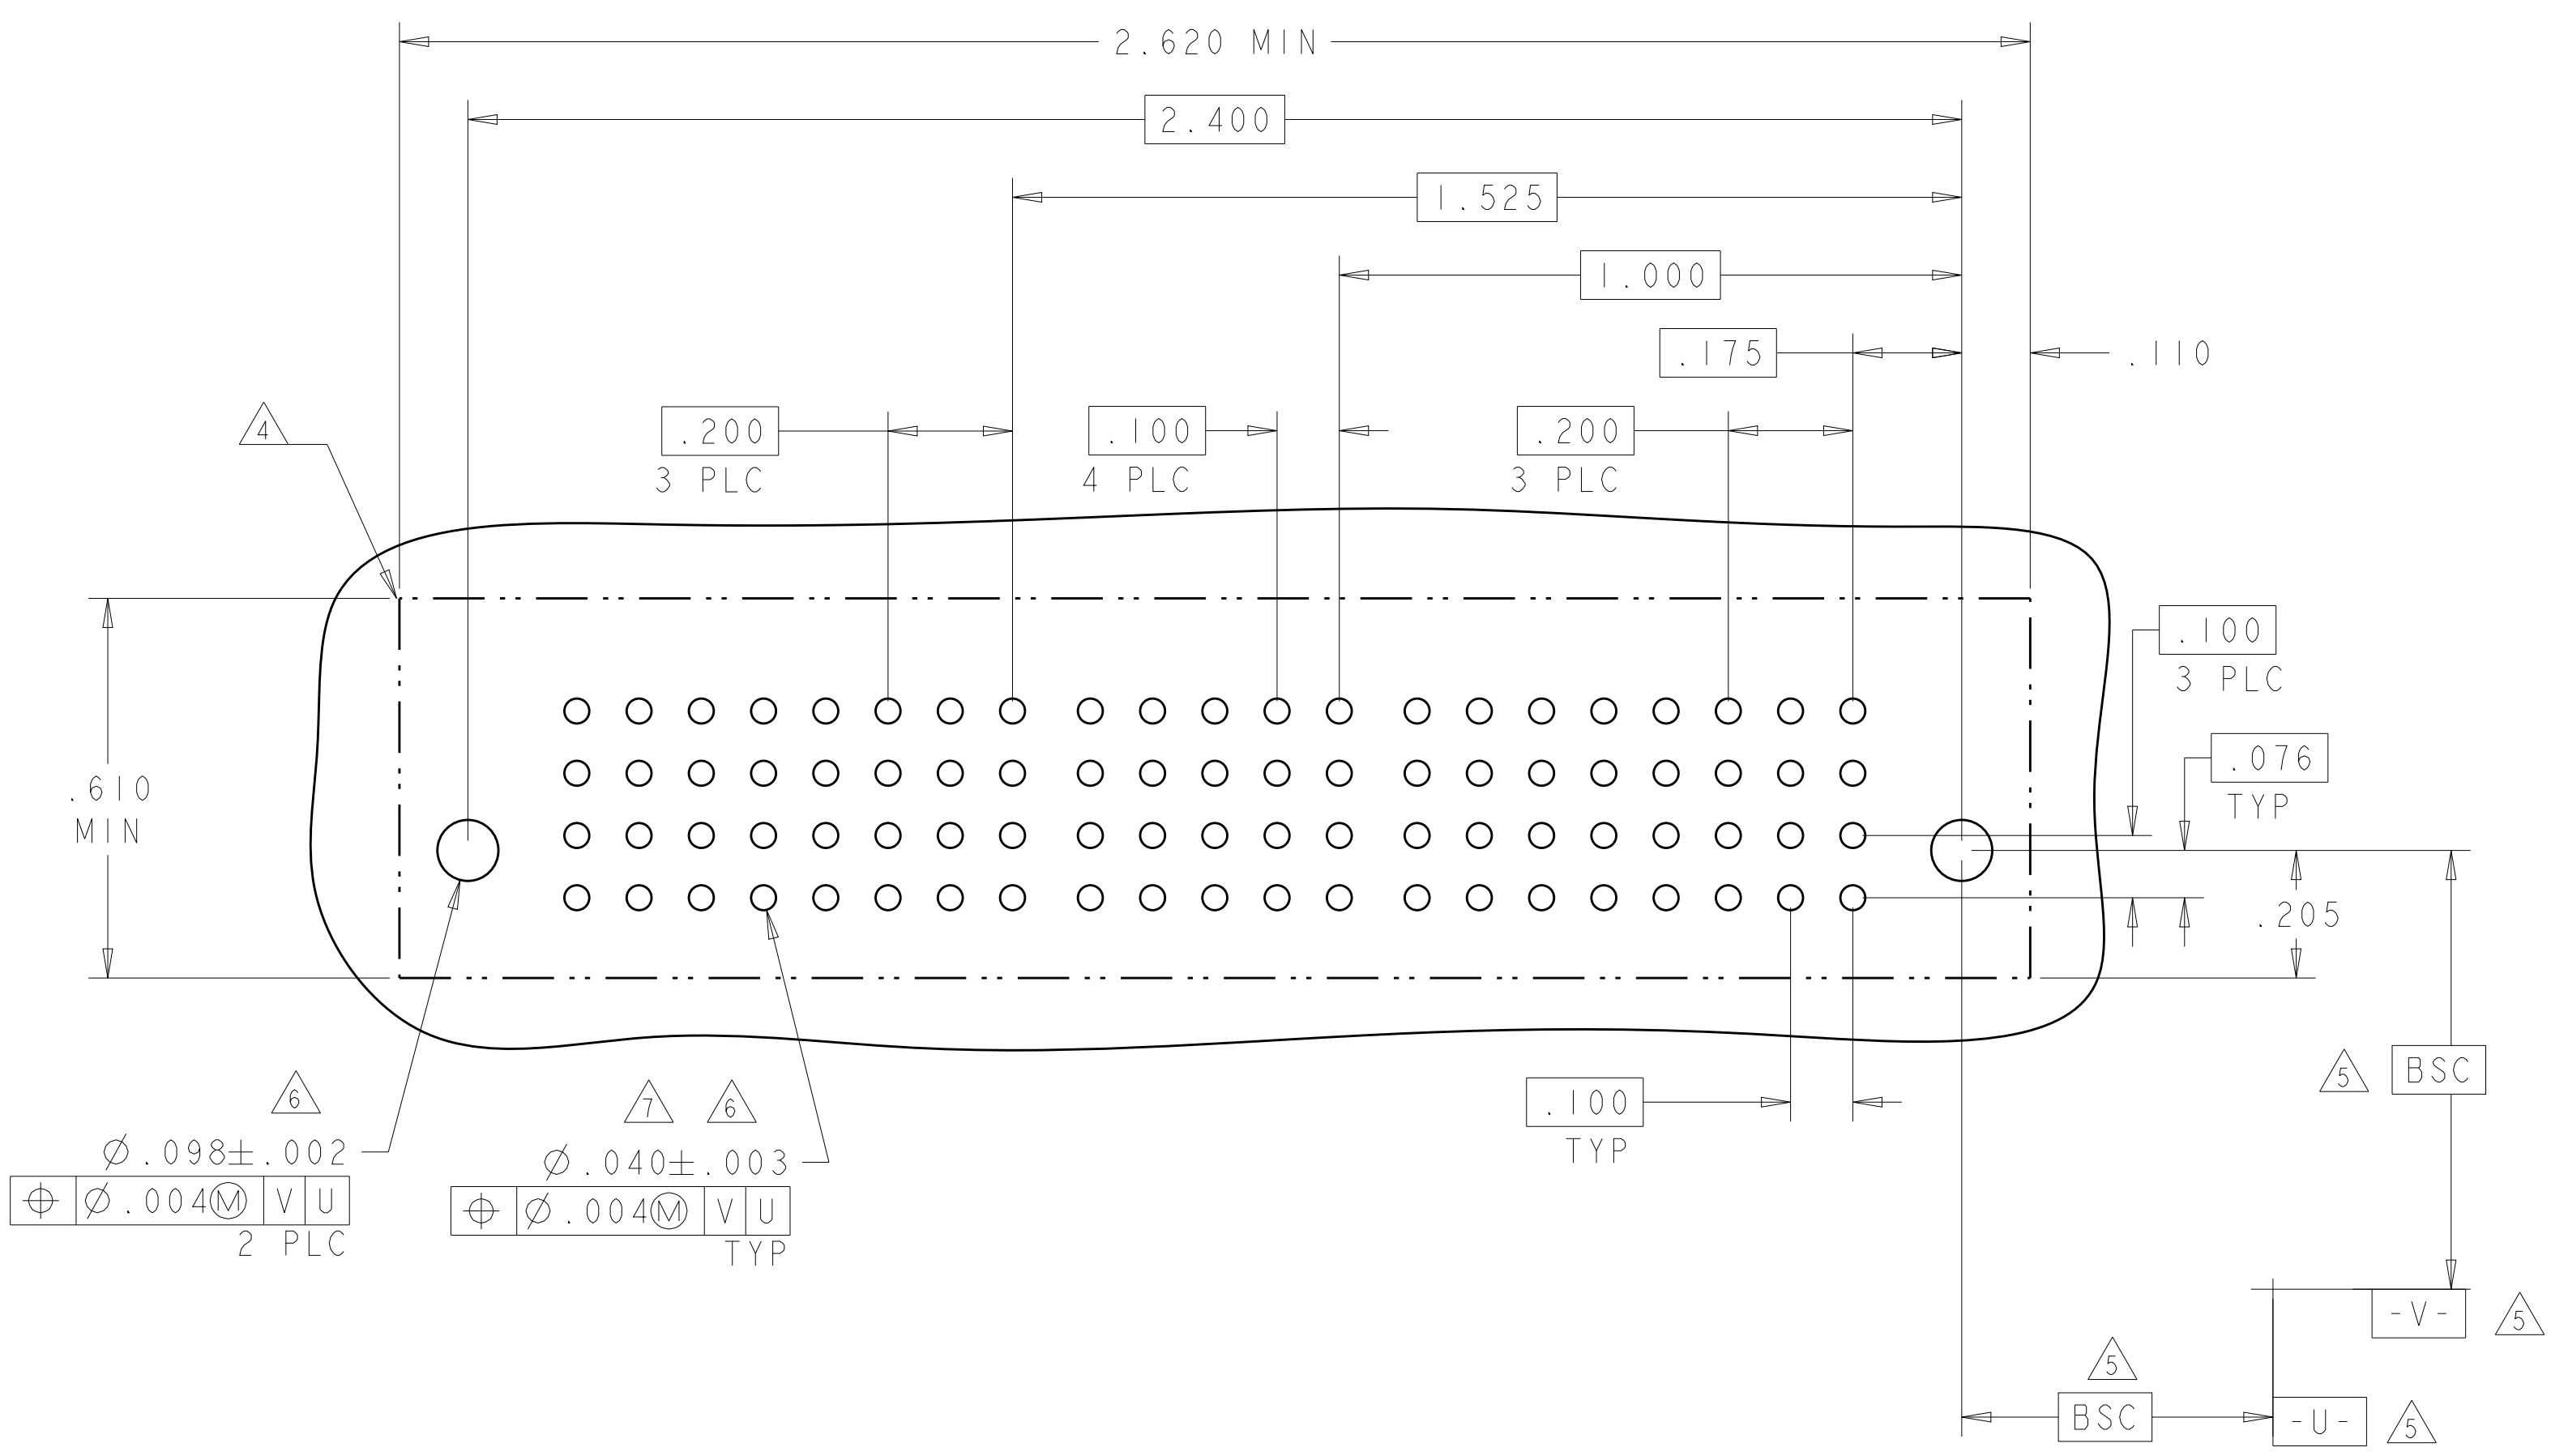 2.620 MIN
2.400
1.525
1.000
.175
.110
4
.200
3 PLC
.100
4 PLC
.200
3 PLC
.100
3 PLC
.076
TYP
.610
MIN
.205
5
BSC
6
7
6
.100
TYP
⌀.098±.002
⌀.004Ⓜ V U
2 PLC
⌀.040±.003
⌀.004Ⓜ V U
TYP
-V-
5
5
BSC
-U-
5